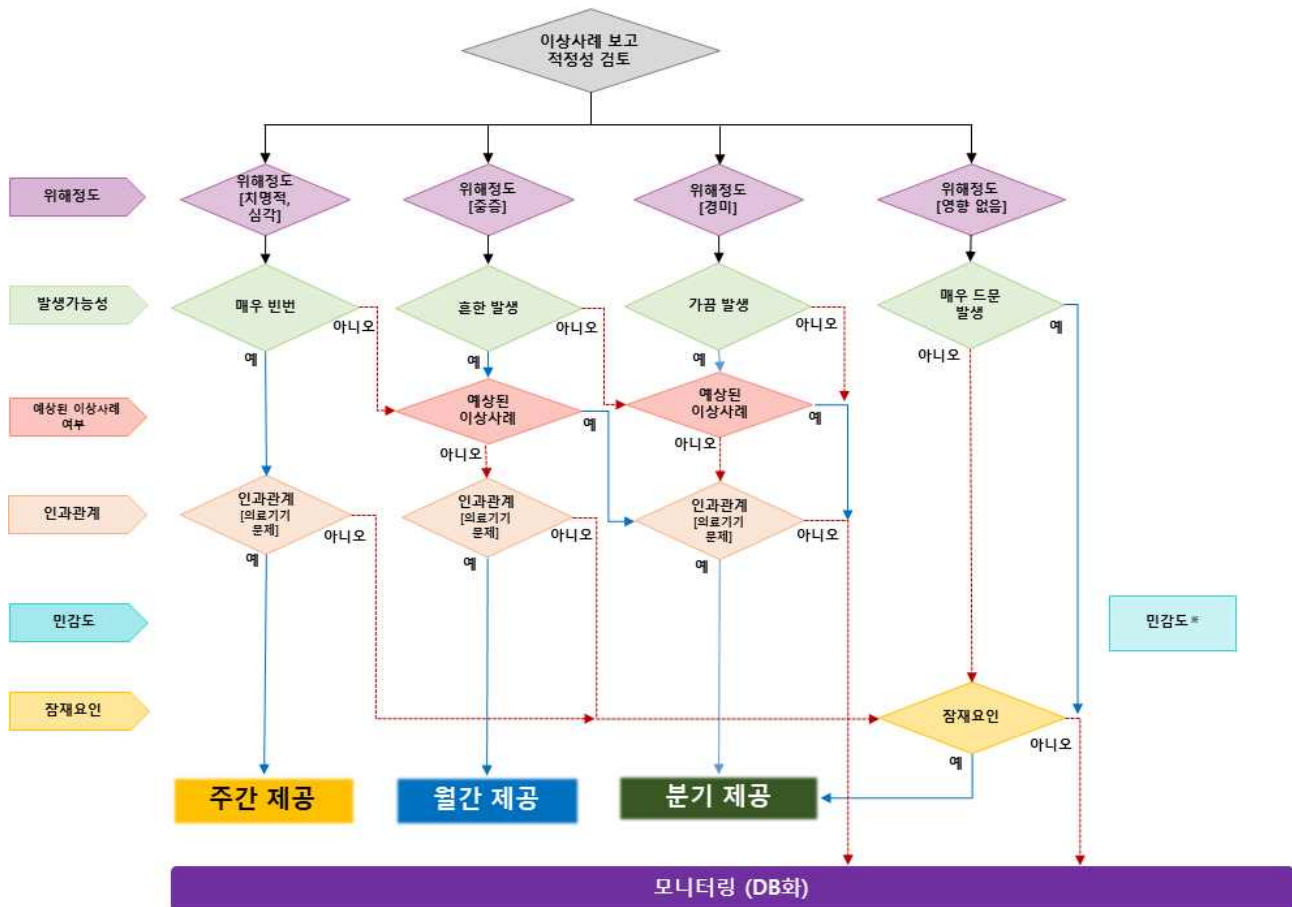 이상사례 보고
적정성 검토
위해정도
위해정도
[치명적,
심각]
위해정도
[중증]
위해정도
[경미]
위해정도
[영향 없음]
발생가능성
매우 빈번
아니오
예
흔한 발생
아니오
예
가끔 발생
아니오
예
매우 드문
발생
예
아니오
예상된 이상사례
여부
예상된
이상사례
예
아니오
예상된
이상사례
예
아니오
인과관계
인과관계
[의료기기
문제]
아니오
예
인과관계
[의료기기
문제]
아니오
예
인과관계
[의료기기
문제]
아니오
예
민감도
민감도*
잠재요인
잠재요인
아니오
예
주간 제공
월간 제공
분기 제공
모니터링 (DB화)